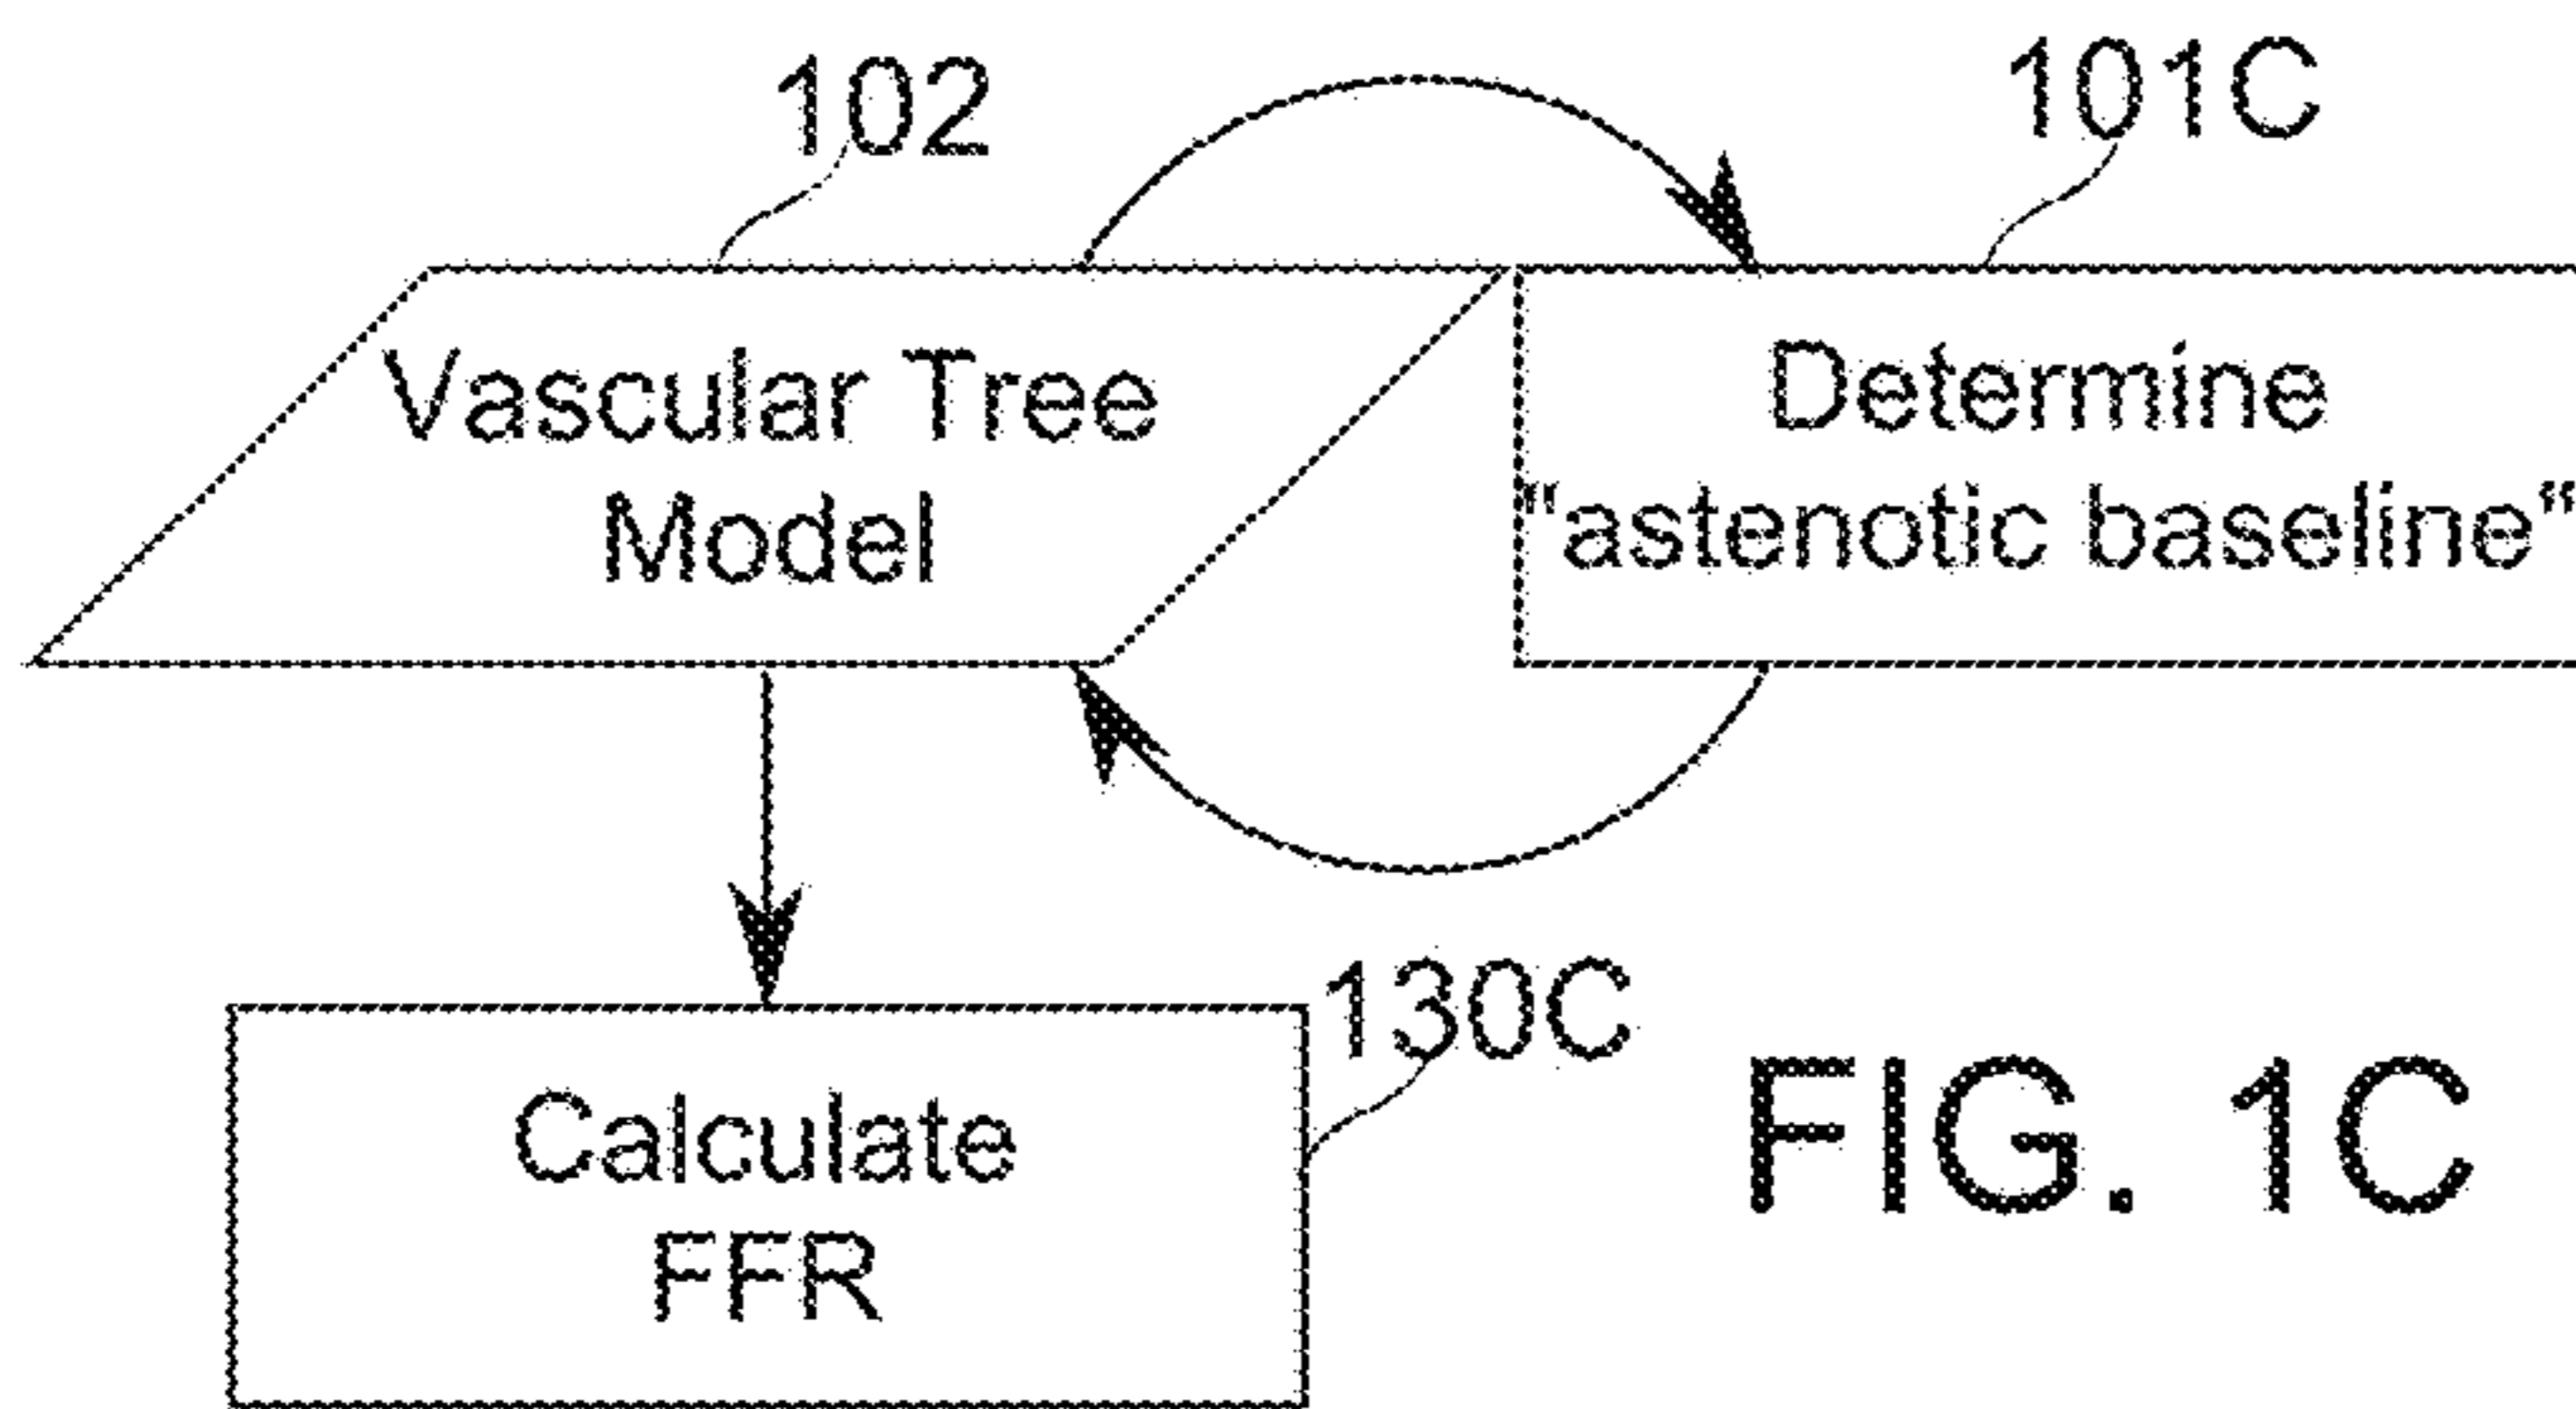 102
101C
Vascular Tree
Model
Determine
"astenotic baseline"
130C
Calculate
FFR
FIG. 1C